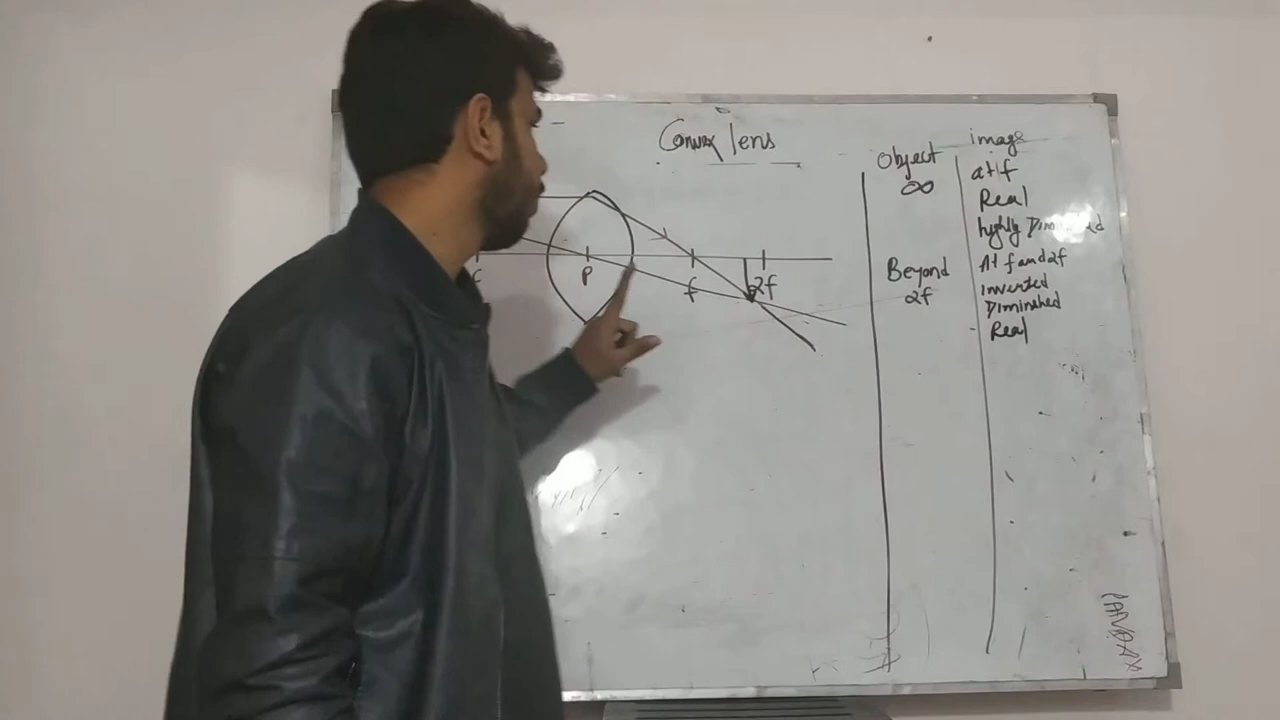 Convex lens
Object
image
∞
at f
Real
highly Diminished
Beyond
2f
At f and 2f
inverted
Diminished
Real
P
f
2f